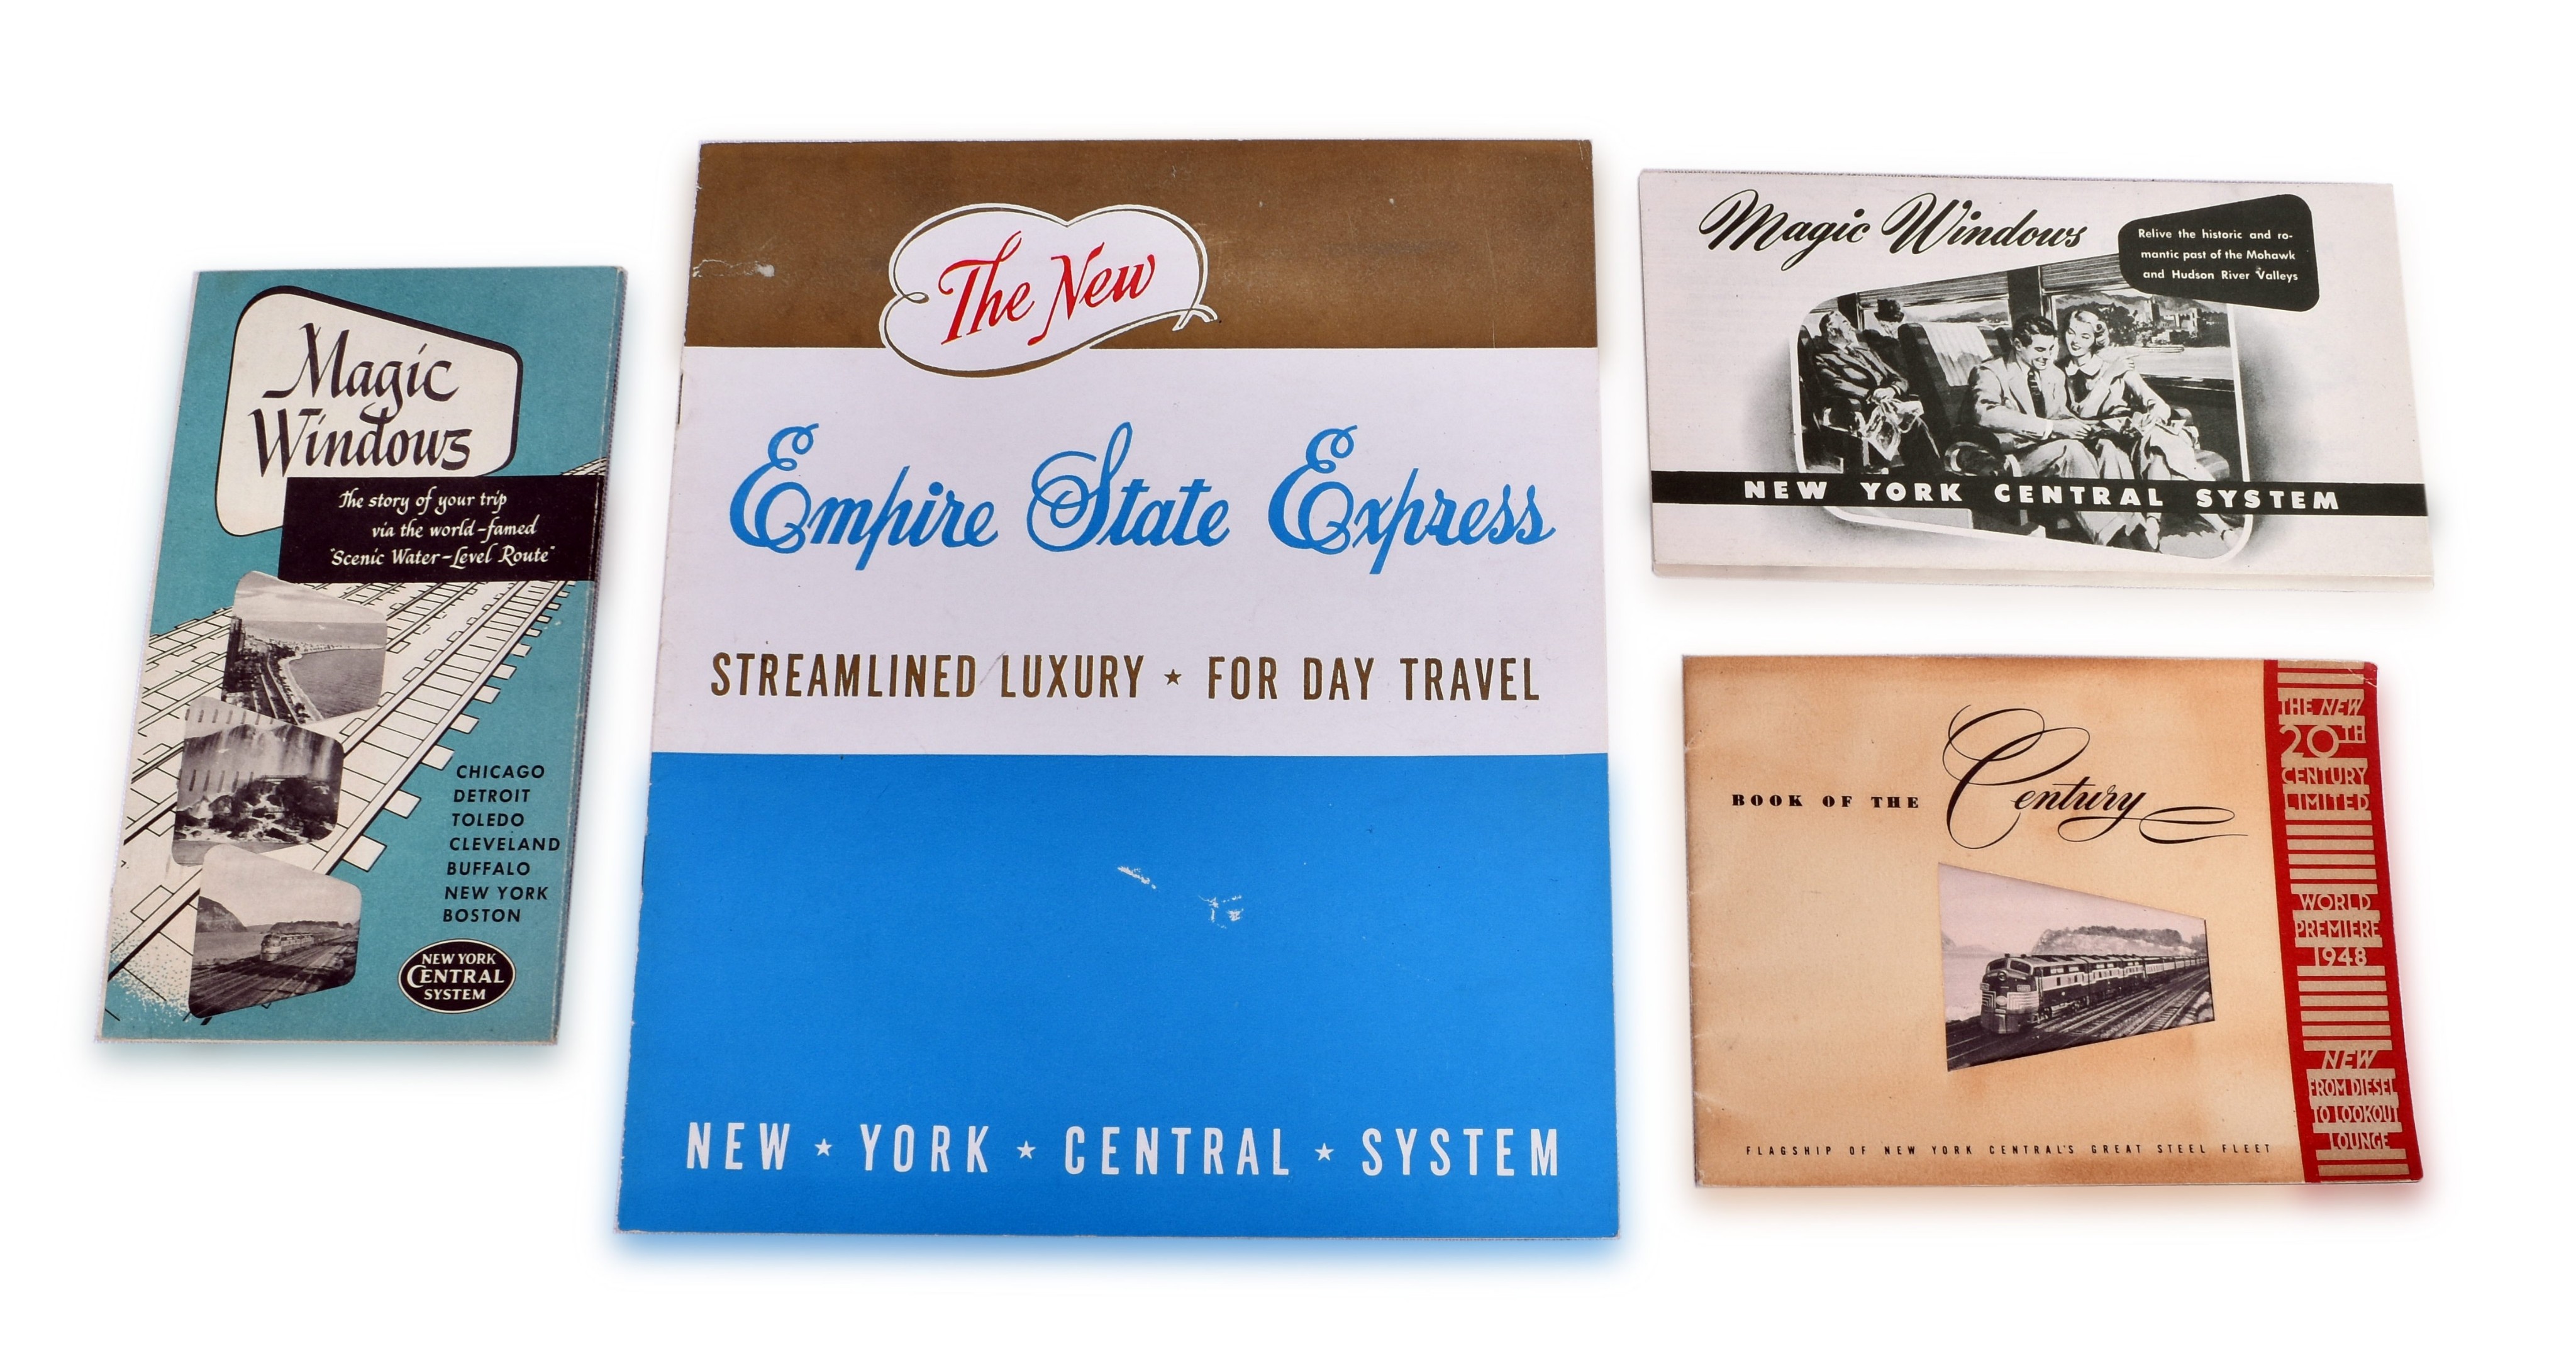 Magic
Windows
The story of your trip
via the world-famed
"Scenic Water-Level Route"
CHICAGO
DETROIT
TOLEDO
CLEVELAND
BUFFALO
NEW YORK
BOSTON
NEW YORK
CENTRAL
SYSTEM
The New
Empire State Express
STREAMLINED LUXURY ★ FOR DAY TRAVEL
NEW ★ YORK ★ CENTRAL ★ SYSTEM
Magic Windows
Relive the historic and ro-
mantic past of the Mohawk
and Hudson River Valleys
NEW YORK CENTRAL SYSTEM
BOOK OF THE Century
FLAGSHIP OF NEW YORK CENTRAL'S GREAT STEEL FLEET
THE NEW
20TH
CENTURY
LIMITED
WORLD
PREMIERE
1948
NEW
FROM DIESEL
TO LOOKOUT
LOUNGE